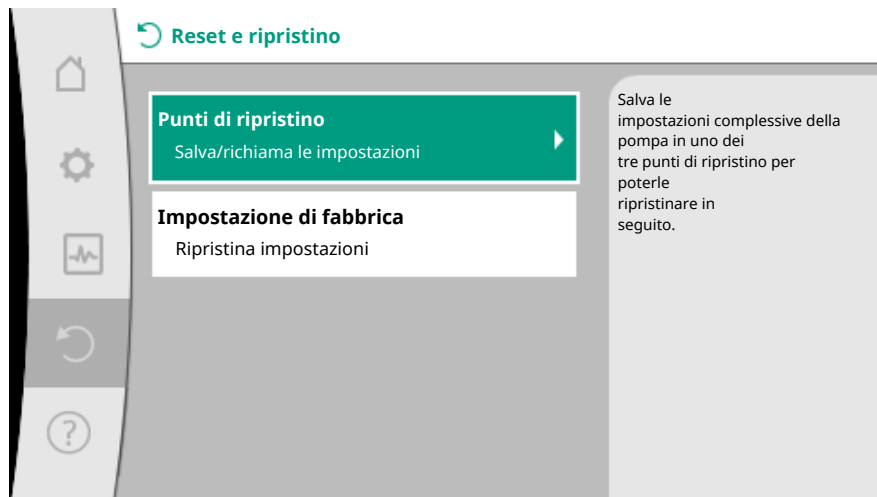 Reset e ripristino
Punti di ripristino
Salva/richiama le impostazioni
Impostazione di fabbrica
Ripristina impostazioni
Salva le
impostazioni complessive della
pompa in uno dei
tre punti di ripristino per
poterle
ripristinare in
seguito.
?